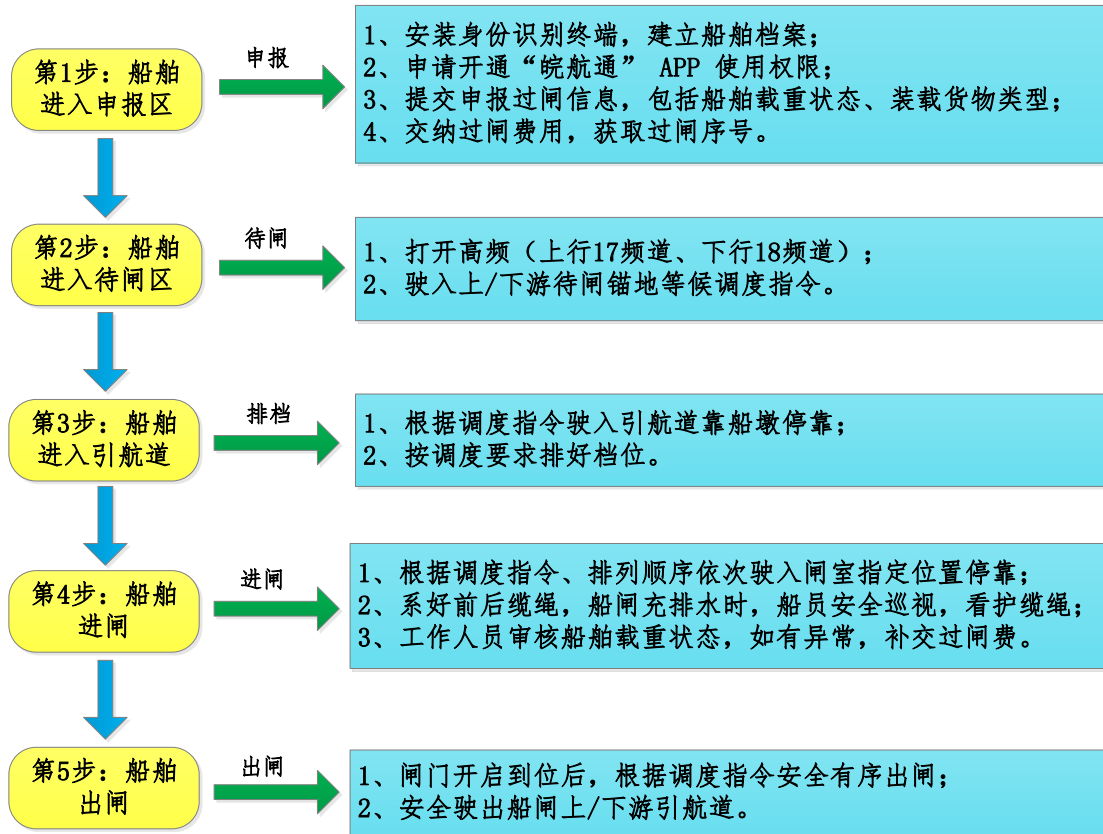 第1步：船舶
进入申报区
申报
1、安装身份识别终端，建立船舶档案；
2、申请开通“皖航通” APP 使用权限；
3、提交申报过闸信息，包括船舶载重状态、装载货物类型；
4、交纳过闸费用，获取过闸序号。
第2步：船舶
进入待闸区
待闸
1、打开高频（上行17频道、下行18频道）；
2、驶入上/下游待闸锚地等候调度指令。
第3步：船舶
进入引航道
排档
1、根据调度指令驶入引航道靠船墩停靠；
2、按调度要求排好档位。
第4步：船舶
进闸
进闸
1、根据调度指令、排列顺序依次驶入闸室指定位置停靠；
2、系好前后缆绳，船闸充排水时，船员安全巡视，看护缆绳；
3、工作人员审核船舶载重状态，如有异常，补交过闸费。
第5步：船舶
出闸
出闸
1、闸门开启到位后，根据调度指令安全有序出闸；
2、安全驶出船闸上/下游引航道。